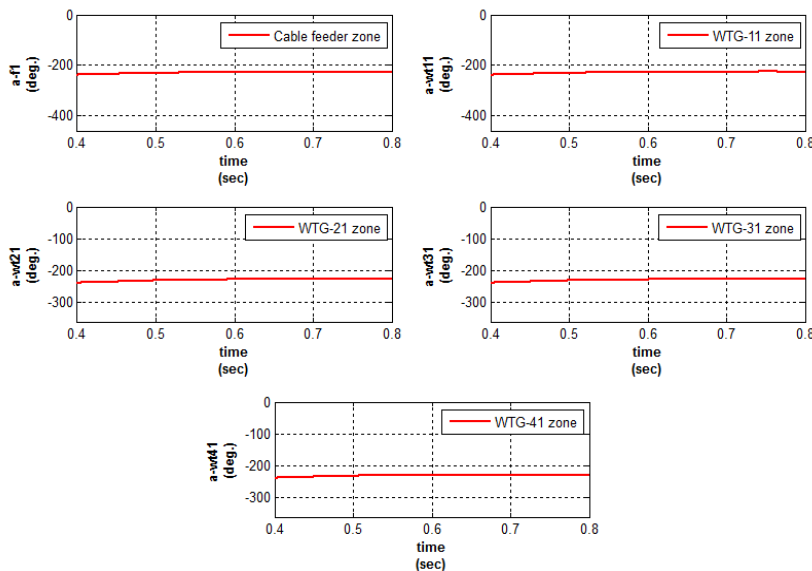 0
-200
-400
a-f1
(deg.)
Cable feeder zone
0.4 0.5 0.6 0.7 0.8
time
(sec)
0
-200
-400
a-wt11
(deg.)
WTG-11 zone
0.4 0.5 0.6 0.7 0.8
time
(sec)
0
-100
-200
-300
a-wt21
(deg.)
WTG-21 zone
0.4 0.5 0.6 0.7 0.8
time
(sec)
0
-100
-200
-300
a-wt31
(deg.)
WTG-31 zone
0.4 0.5 0.6 0.7 0.8
time
(sec)
0
-100
-200
-300
a-wt41
(deg.)
WTG-41 zone
0.4 0.5 0.6 0.7 0.8
time
(sec)